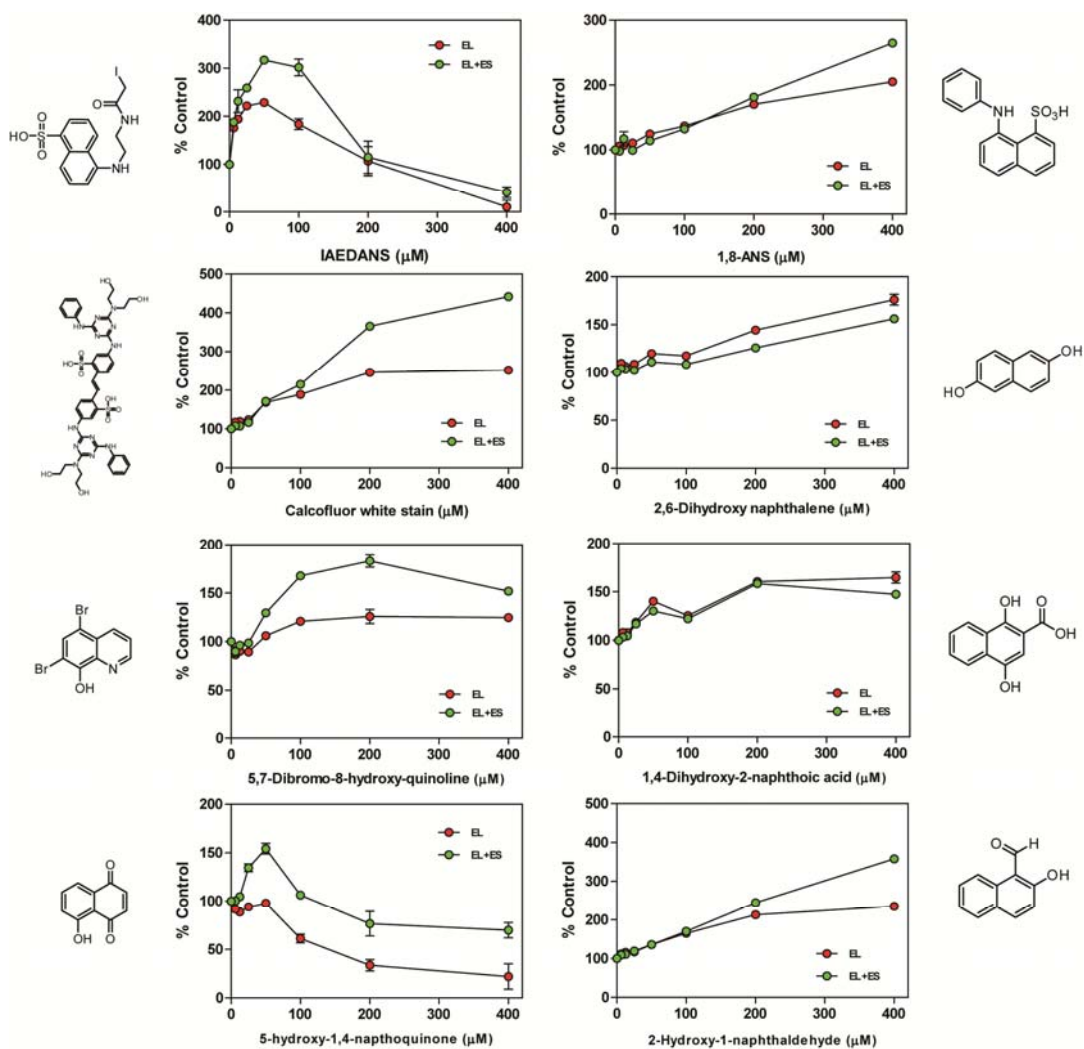 400
300
200
100
0
% Control
EL
EL+ES
0 100 200 300 400
IAEDANS (µM)
I
O
NH
HO S O
O
NH
300
200
100
0
% Control
EL
EL+ES
0 100 200 300 400
1,8-ANS (µM)
NH SO₃H
500
400
300
200
100
0
% Control
EL
EL+ES
0 100 200 300 400
Calcofluor white stain (µM)
200
150
100
50
0
% Control
EL
EL+ES
0 100 200 300 400
2,6-Dihydroxy naphthalene (µM)
OH
HO
200
150
100
50
0
% Control
EL
EL+ES
0 100 200 300 400
5,7-Dibromo-8-hydroxy-quinoline (µM)
Br
Br
N
OH
200
150
100
50
0
% Control
EL
EL+ES
0 100 200 300 400
1,4-Dihydroxy-2-naphthoic acid (µM)
OH O
OH
OH
200
150
100
50
0
% Control
EL
EL+ES
0 100 200 300 400
5-hydroxy-1,4-napthoquinone (µM)
O
OH O
500
400
300
200
100
0
% Control
EL
EL+ES
0 100 200 300 400
2-Hydroxy-1-naphthaldehyde (µM)
O H
OH